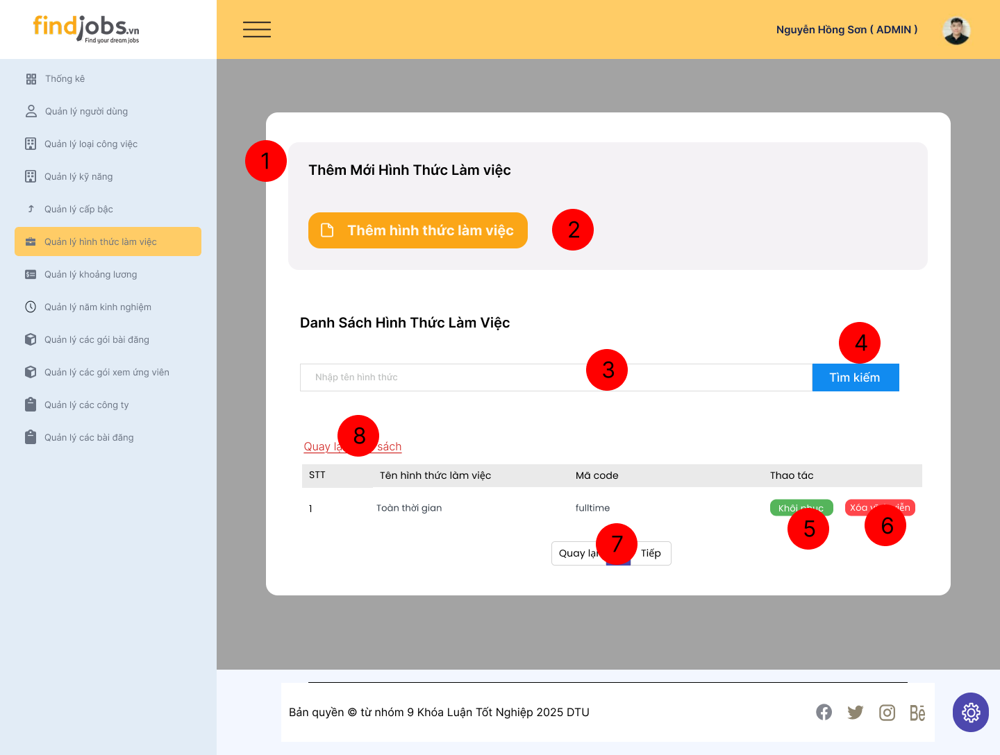 findjobs.vn
Find your dream jobs
Nguyễn Hồng Sơn ( ADMIN )
Thống kê
Quản lý người dùng
Quản lý loại công việc
Quản lý kỹ năng
Quản lý cấp bậc
Quản lý hình thức làm việc
Quản lý khoảng lương
Quản lý năm kinh nghiệm
Quản lý các gói bài đăng
Quản lý các gói xem ứng viên
Quản lý các công ty
Quản lý các bài đăng
1
Thêm Mới Hình Thức Làm việc
Thêm hình thức làm việc
2
Danh Sách Hình Thức Làm Việc
4
Nhập tên hình thức
3
Tìm kiếm
8
Quay sách
STT Tên hình thức làm việc Mã code Thao tác
1 Toàn thời gian fulltime Khôi Xóa
5 6
Quay lại 7 Tiếp
Bản quyền © từ nhóm 9 Khóa Luận Tốt Nghiệp 2025 DTU